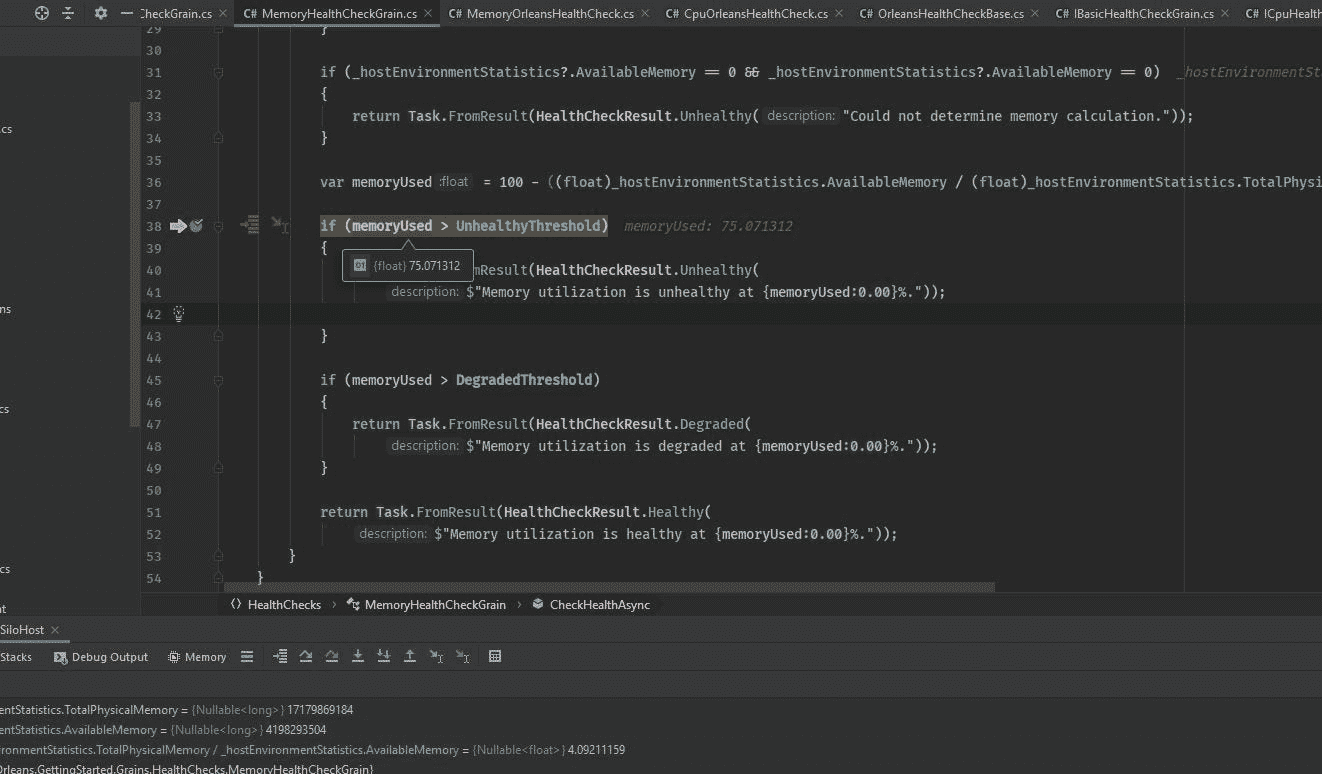 CheckGrain.cs × C# MemoryHealthCheckGrain.cs × C# MemoryOrleansHealthCheck.cs × C# CpuOrleansHealthCheck.cs × C# OrleansHealthCheckBase.cs × C# IBasicHealthCheckGrain.cs × C# ICpuHealth
29 }
30
31 if (_hostEnvironmentStatistics?.AvailableMemory == 0 && _hostEnvironmentStatistics?.AvailableMemory == 0) _hostEnvironmentSt
32 {
33 return Task.FromResult(HealthCheckResult.Unhealthy( description: "Could not determine memory calculation."));
34 }
35
36 var memoryUsed :float = 100 - ((float)_hostEnvironmentStatistics.AvailableMemory / (float)_hostEnvironmentStatistics.TotalPhysi
37
38 if (memoryUsed > UnhealthyThreshold) memoryUsed: 75.071312
39 {
{float} 75.071312
40 mResult(HealthCheckResult.Unhealthy(
41 description: $"Memory utilization is unhealthy at {memoryUsed:0.00}%."));
42
43 }
44
45 if (memoryUsed > DegradedThreshold)
46 {
47 return Task.FromResult(HealthCheckResult.Degraded(
48 description: $"Memory utilization is degraded at {memoryUsed:0.00}%."));
49 }
50
51 return Task.FromResult(HealthCheckResult.Healthy(
52 description: $"Memory utilization is healthy at {memoryUsed:0.00}%."));
53 }
54 }
.cs
ns
cs
cs
nt
HealthChecks › MemoryHealthCheckGrain › CheckHealthAsync
SiloHost ×
Stacks Debug Output Memory
entStatistics.TotalPhysicalMemory = {Nullable<long>} 17179869184
entStatistics.AvailableMemory = {Nullable<long>} 4198293504
ironmentStatistics.TotalPhysicalMemory / _hostEnvironmentStatistics.AvailableMemory = {Nullable<float>} 4.09211159
Orleans.GettingStarted.Grains.HealthChecks.MemoryHealthCheckGrain}